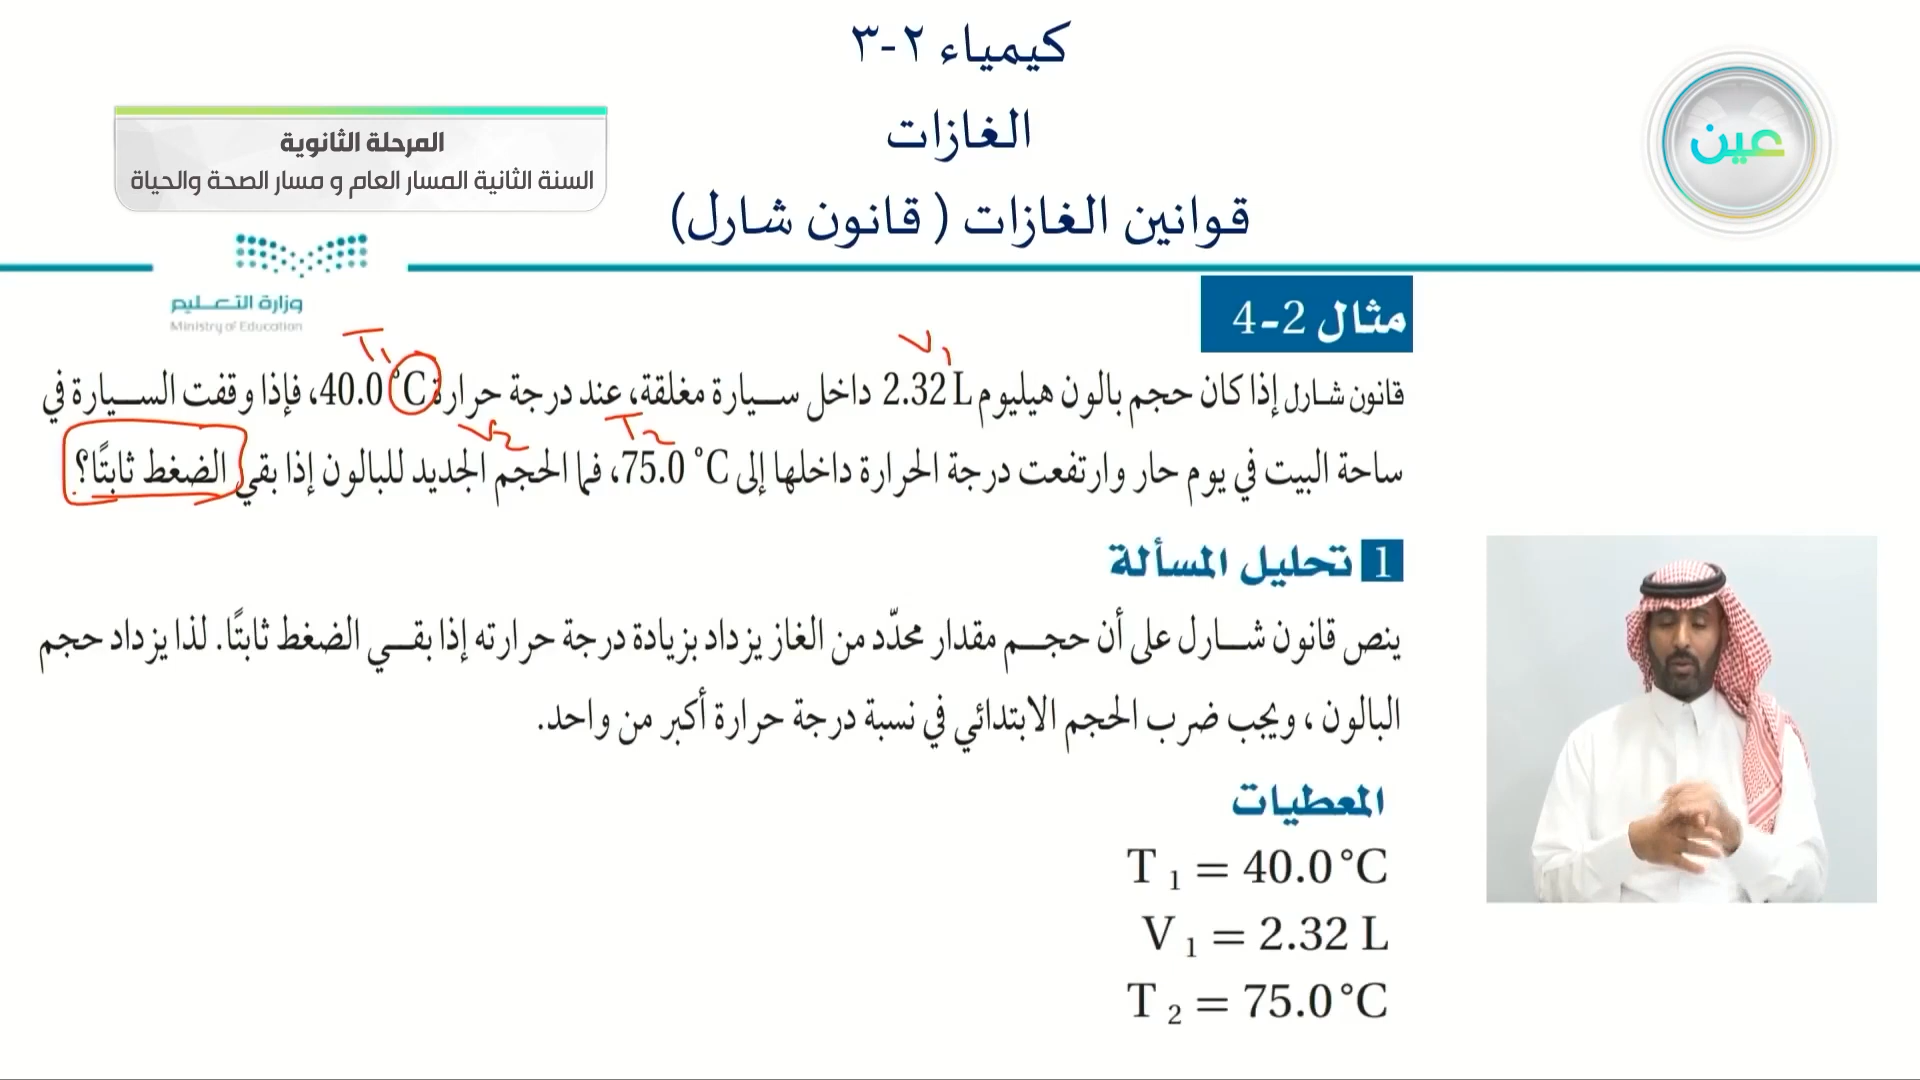 كيمياء ٢-٣
الغازات
قوانين الغازات ( قانون شارل)
المرحلة الثانوية
السنة الثانية المسار العام و مسار الصحة والحياة
عين
وزارة التعليم
Ministry of Education
مثال 2-4
T₁
V₁
قانون شارل إذا كان حجم بالون هيليوم 2.32 L داخل سيارة مغلقة، عند درجة حرارة 40.0 °C، فإذا وقفت السيارة في
V₂
T₂
ساحة البيت في يوم حار وارتفعت درجة الحرارة داخلها إلى 75.0 °C، فما الحجم الجديد للبالون إذا بقي الضغط ثابتًا؟
1 تحليل المسألة
ينص قانون شارل على أن حجم مقدار محدّد من الغاز يزداد بزيادة درجة حرارته إذا بقي الضغط ثابتًا. لذا يزداد حجم
البالون ، ويجب ضرب الحجم الابتدائي في نسبة درجة حرارة أكبر من واحد.
المعطيات
T ₁ = 40.0°C
V ₁ = 2.32 L
T ₂ = 75.0°C